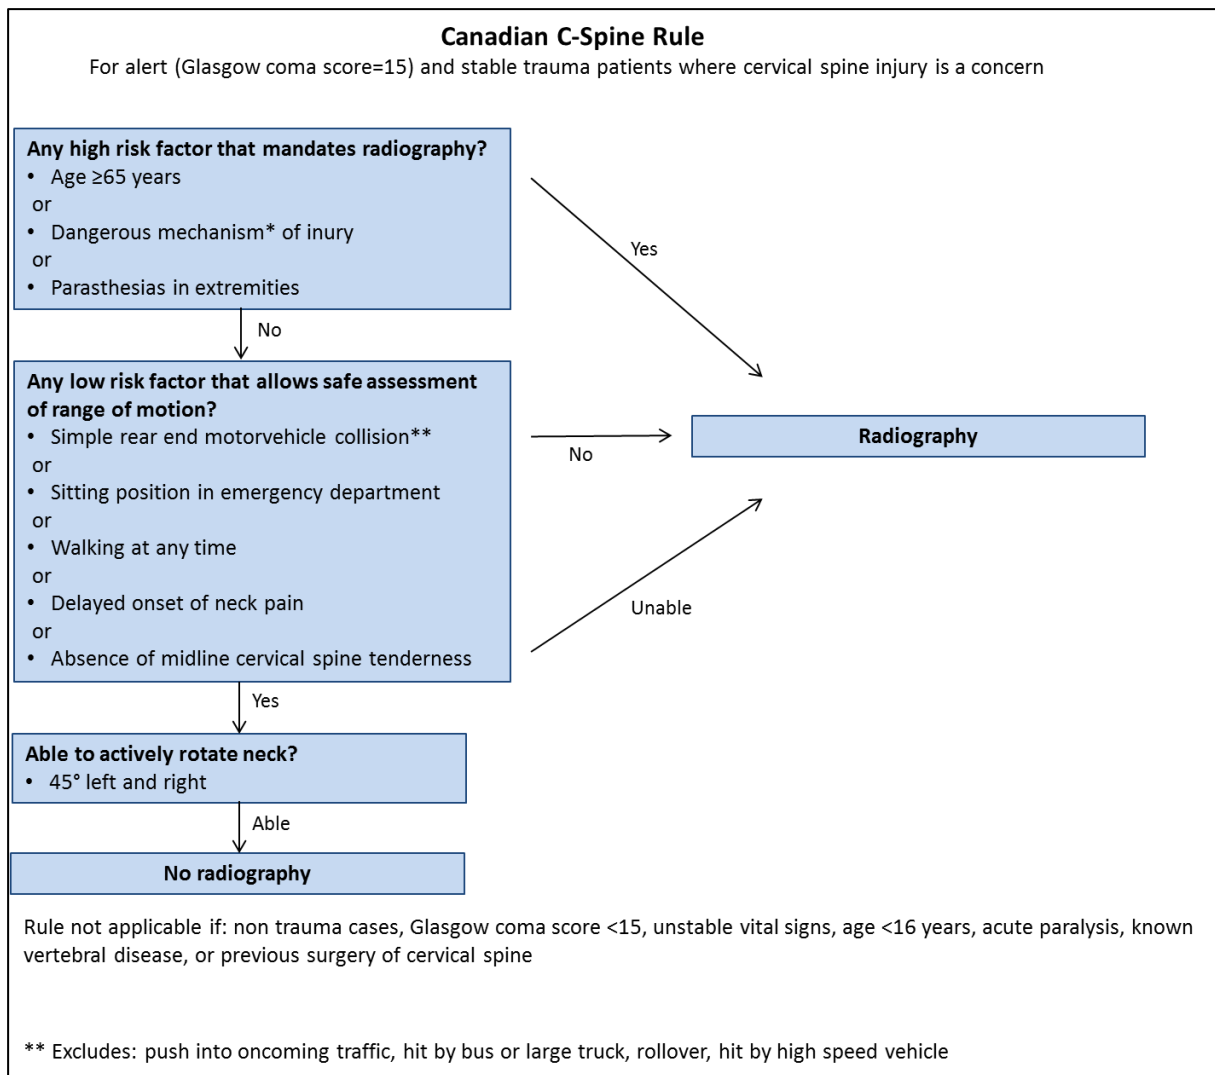 Canadian C-Spine Rule
For alert (Glasgow coma score=15) and stable trauma patients where cervical spine injury is a concern
Any high risk factor that mandates radiography?
• Age ≥65 years
or
• Dangerous mechanism* of inury
or
• Parasthesias in extremities
Yes
No
Any low risk factor that allows safe assessment
of range of motion?
• Simple rear end motorvehicle collision**
or
• Sitting position in emergency department
or
• Walking at any time
or
• Delayed onset of neck pain
or
• Absence of midline cervical spine tenderness
No
Radiography
Unable
Yes
Able to actively rotate neck?
• 45° left and right
Able
No radiography
Rule not applicable if: non trauma cases, Glasgow coma score <15, unstable vital signs, age <16 years, acute paralysis, known
vertebral disease, or previous surgery of cervical spine
** Excludes: push into oncoming traffic, hit by bus or large truck, rollover, hit by high speed vehicle